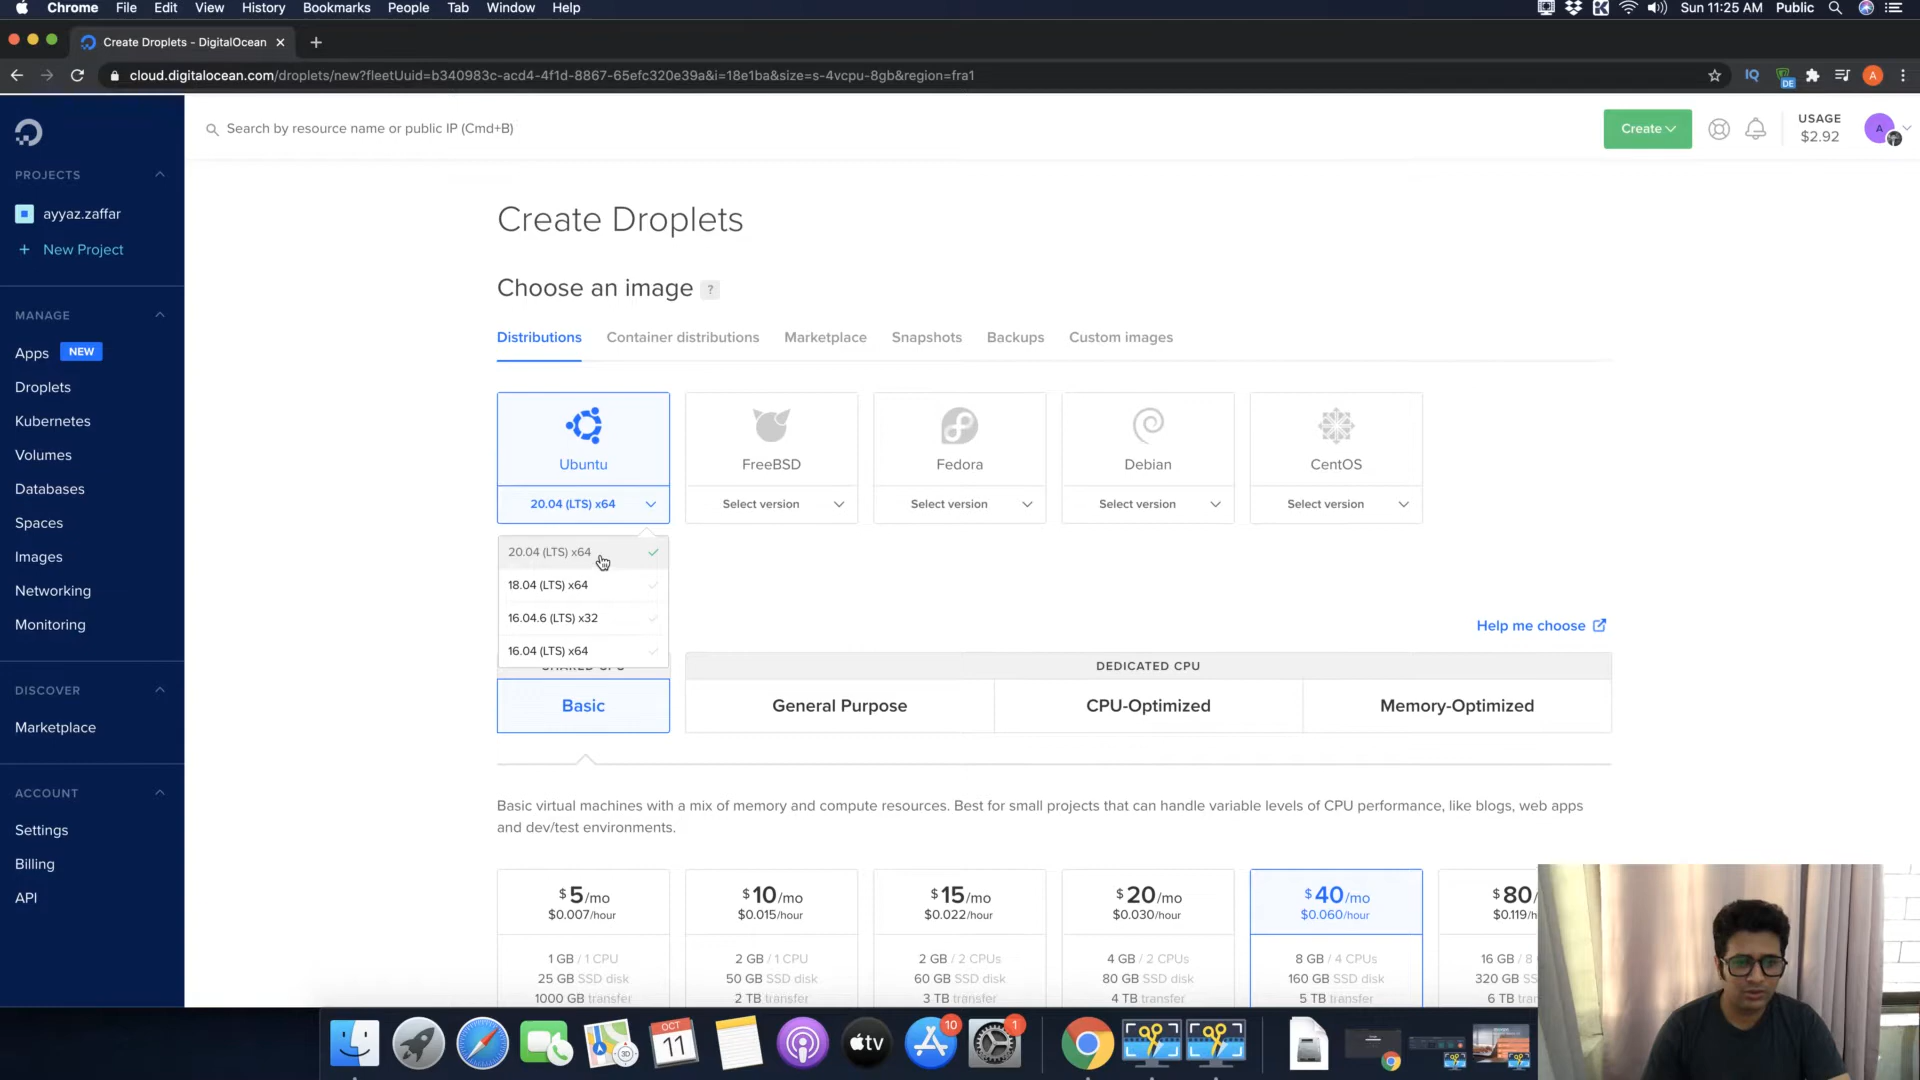 Chrome File Edit View History Bookmarks People Tab Window Help
Sun 11:25 AM Public
Create Droplets - DigitalOcean
cloud.digitalocean.com/droplets/new?fleetUuid=b340983c-acd4-4f1d-8867-65efc320e39a&i=18e1ba&size=s-4vcpu-8gb&region=fra1
IQ
DE
A
Search by resource name or public IP (Cmd+B)
Create
USAGE
$2.92
A
PROJECTS
ayyaz.zaffar
+ New Project
MANAGE
Apps NEW
Droplets
Kubernetes
Volumes
Databases
Spaces
Images
Networking
Monitoring
DISCOVER
Marketplace
ACCOUNT
Settings
Billing
API
Create Droplets
Choose an image ?
Distributions Container distributions Marketplace Snapshots Backups Custom images
Ubuntu FreeBSD Fedora Debian CentOS
20.04 (LTS) x64 Select version Select version Select version Select version
20.04 (LTS) x64
18.04 (LTS) x64
16.04.6 (LTS) x32
16.04 (LTS) x64
Help me choose
SHARED CPU DEDICATED CPU
Basic General Purpose CPU-Optimized Memory-Optimized
Basic virtual machines with a mix of memory and compute resources. Best for small projects that can handle variable levels of CPU performance, like blogs, web apps
and dev/test environments.
$5/mo $10/mo $15/mo $20/mo $40/mo $80/
$0.007/hour $0.015/hour $0.022/hour $0.030/hour $0.060/hour $0.119/h
1 GB / 1 CPU 2 GB / 1 CPU 2 GB / 2 CPUs 4 GB / 2 CPUs 8 GB / 4 CPUs 16 GB / 8
25 GB SSD disk 50 GB SSD disk 60 GB SSD disk 80 GB SSD disk 160 GB SSD disk 320 GB SS
1000 GB transfer 2 TB transfer 3 TB transfer 4 TB transfer 5 TB transfer 6 TB tran
OCT
11
3D
tv
10
1